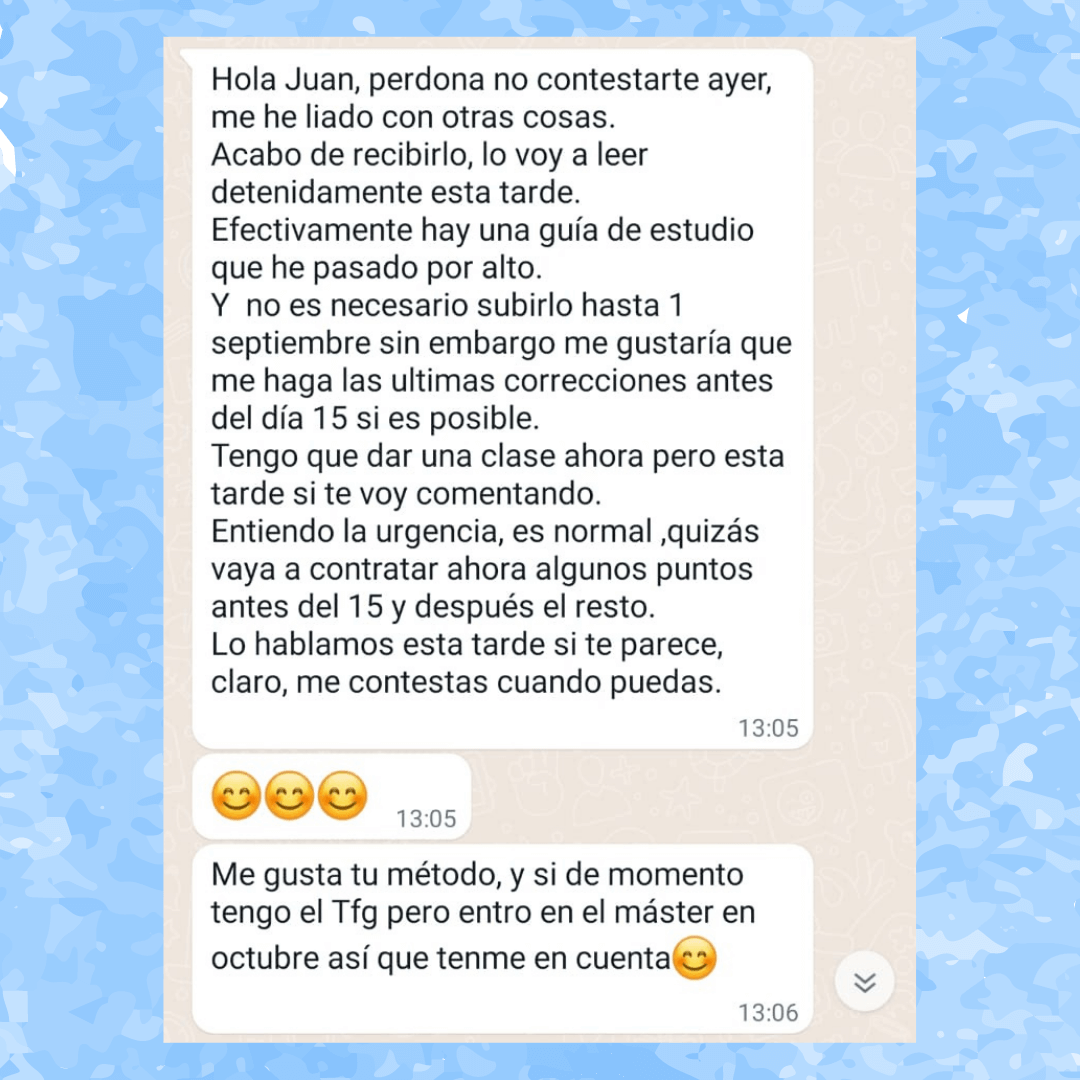 Hola Juan, perdona no contestarte ayer,
me he liado con otras cosas.
Acabo de recibirlo, lo voy a leer
detenidamente esta tarde.
Efectivamente hay una guía de estudio
que he pasado por alto.
Y  no es necesario subirlo hasta 1
septiembre sin embargo me gustaría que
me haga las ultimas correcciones antes
del día 15 si es posible.
Tengo que dar una clase ahora pero esta
tarde si te voy comentando.
Entiendo la urgencia, es normal ,quizás
vaya a contratar ahora algunos puntos
antes del 15 y después el resto.
Lo hablamos esta tarde si te parece,
claro, me contestas cuando puedas.
13:05
😊😊😊 13:05
Me gusta tu método, y si de momento
tengo el Tfg pero entro en el máster en
octubre así que tenme en cuenta😊
13:06